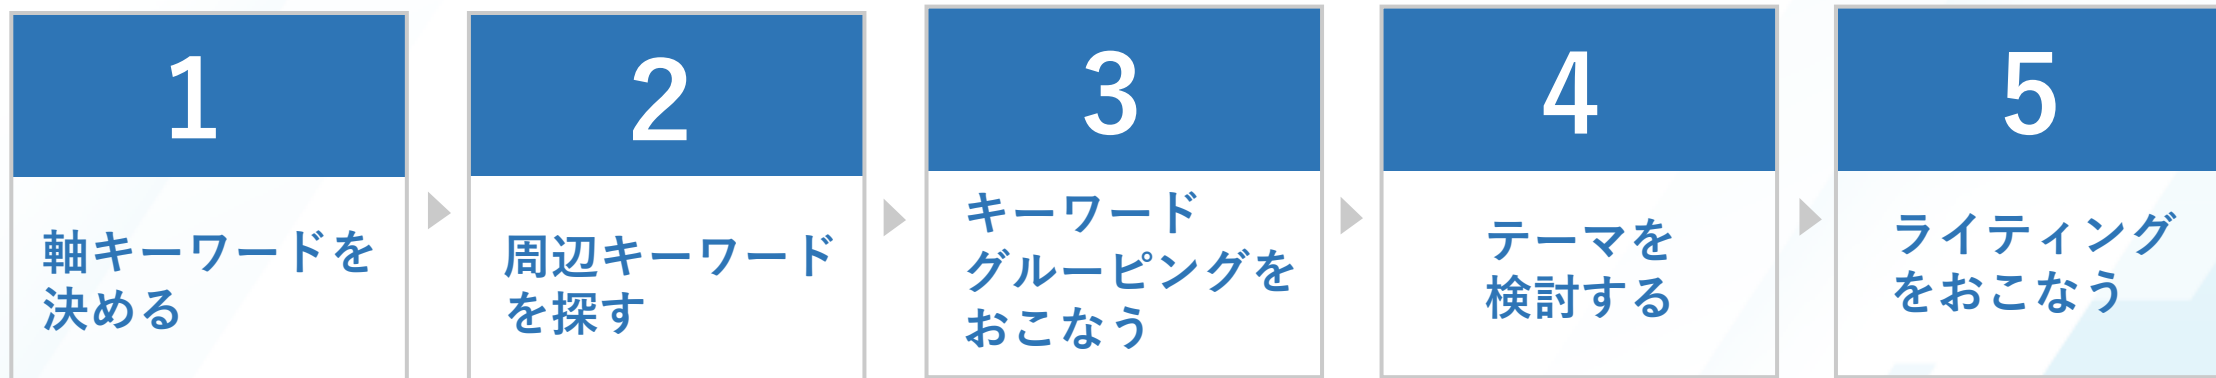 1
軸キーワードを
決める
2
周辺キーワード
を探す
3
キーワード
グルーピングを
おこなう
4
テーマを
検討する
5
ライティング
をおこなう